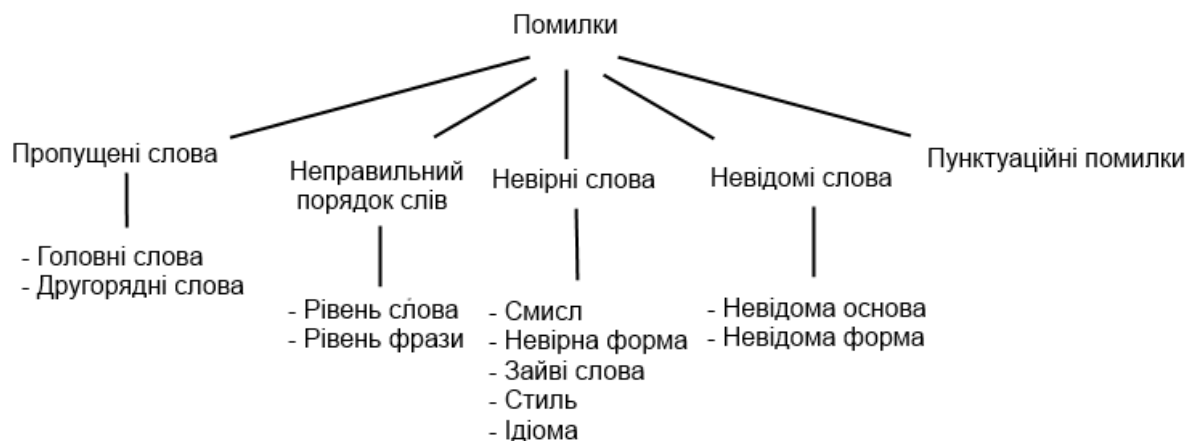 Помилки
Пропущені слова
- Головні слова
- Другорядні слова
Неправильний
порядок слів
- Рівень слова
- Рівень фрази
Невірні слова
- Смисл
- Невірна форма
- Зайві слова
- Стиль
- Ідіома
Невідомі слова
- Невідома основа
- Невідома форма
Пунктуаційні помилки